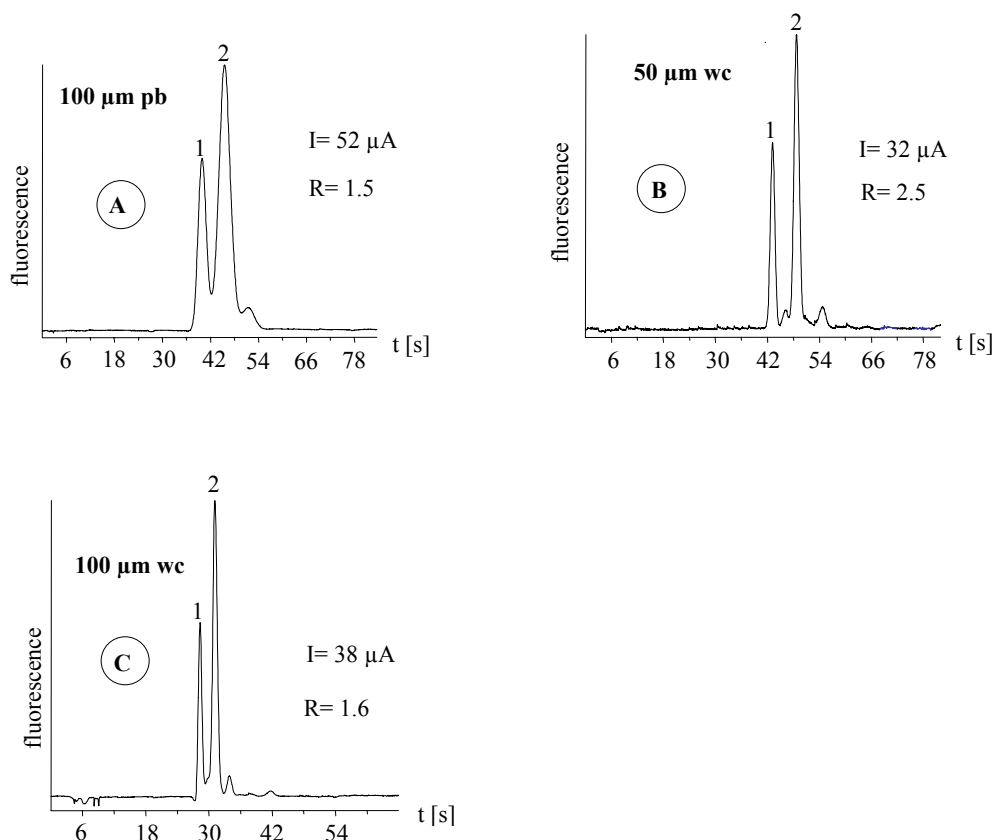 2
100 µm pb
1
I= 52 µA
R= 1.5
A
fluorescence
6 18 30 42 54 66 78
t [s]
2
50 µm wc
1
I= 32 µA
R= 2.5
B
fluorescence
6 18 30 42 54 66 78
t [s]
2
100 µm wc
1
I= 38 µA
R= 1.6
C
fluorescence
6 18 30 42 54
t [s]